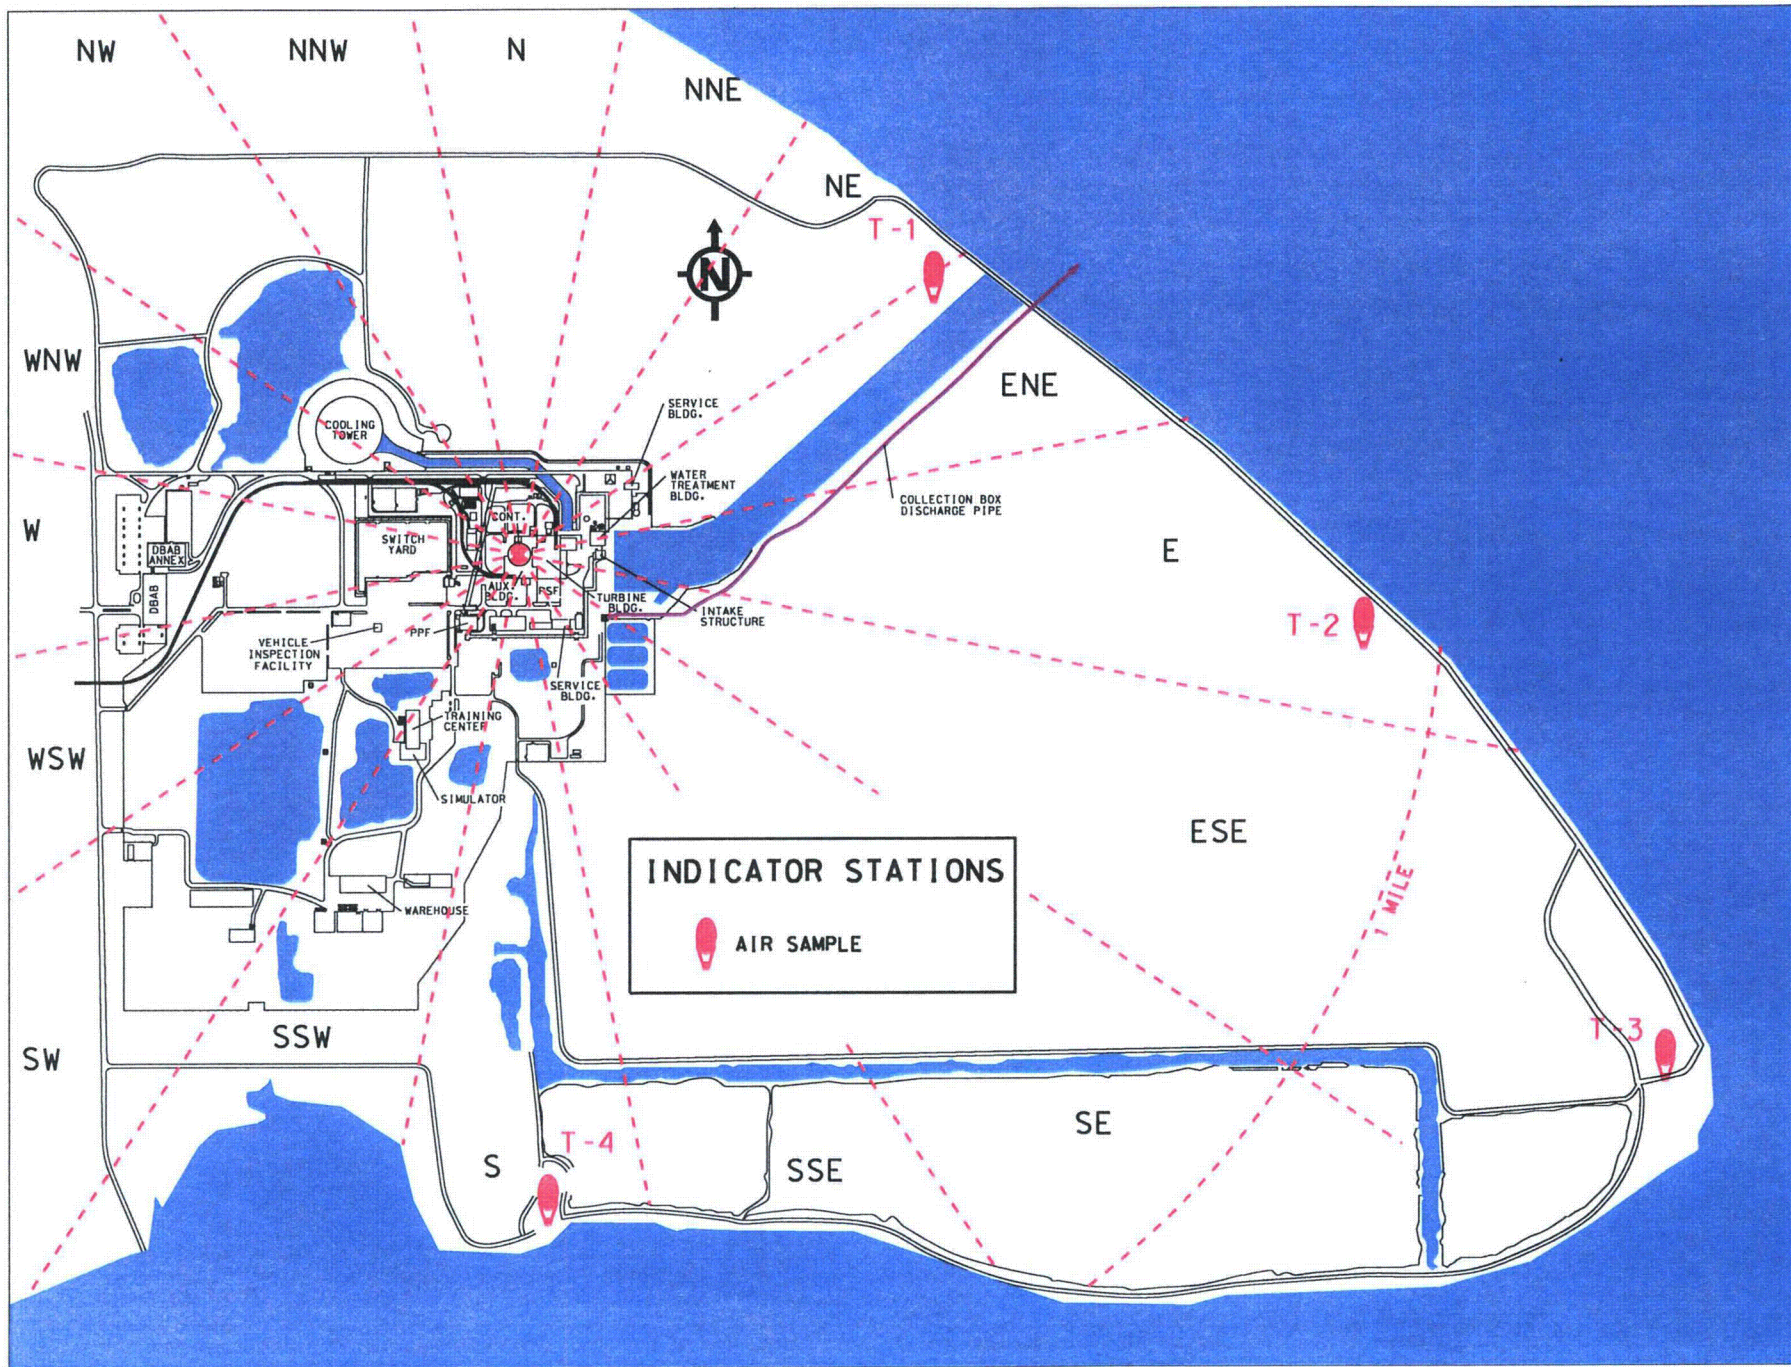 NW
NNW
N
NNE
NE
T-1
N
WNW
ENE
SERVICE
BLDG.
COOLING
TOWER
WATER
TREATMENT
BLDG.
COLLECTION BOX
DISCHARGE PIPE
CONT.
W
SWITCH
YARD
E
DBAB
ANNEX
DBAB
AUX.
BLDG.
PSF
TURBINE
BLDG.
INTAKE
STRUCTURE
T-2
PPF
VEHICLE
INSPECTION
FACILITY
SERVICE
BLDG.
TRAINING
CENTER
WSW
SIMULATOR
ESE
INDICATOR STATIONS
AIR SAMPLE
1 MILE
WAREHOUSE
SSW
SW
T-3
SE
T-4
S
SSE